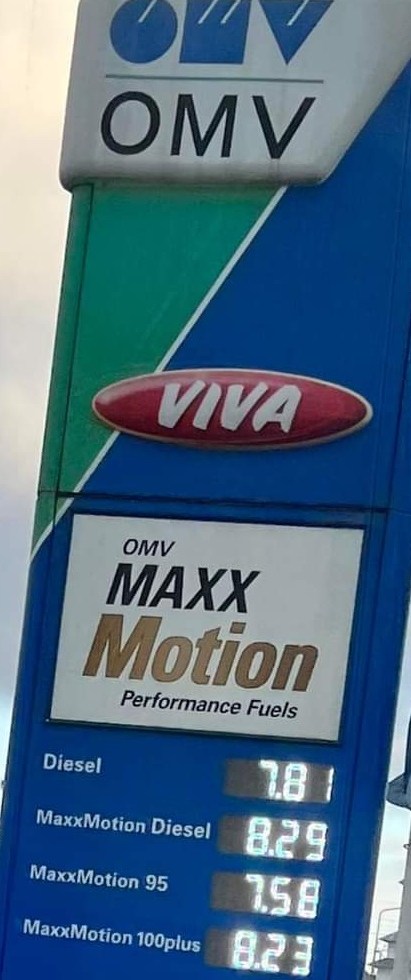 OMV
OMV
VIVA
OMV
MAXX
Motion
Performance Fuels
Diesel 7.81
MaxxMotion Diesel 8.29
MaxxMotion 95 7.58
MaxxMotion 100plus 8.23